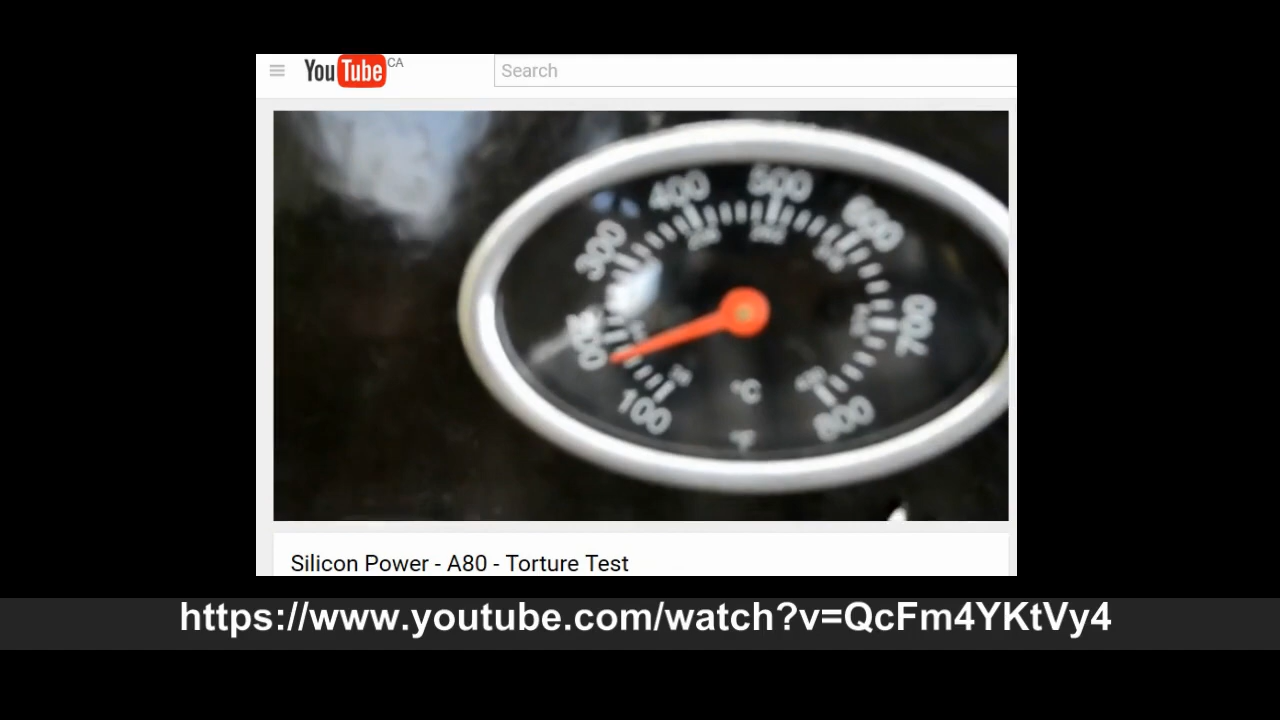 YouTube CA
Search
400
500
300
600
200
700
100
800
°C
°F
Silicon Power - A80 - Torture Test
https://www.youtube.com/watch?v=QcFm4YKtVy4